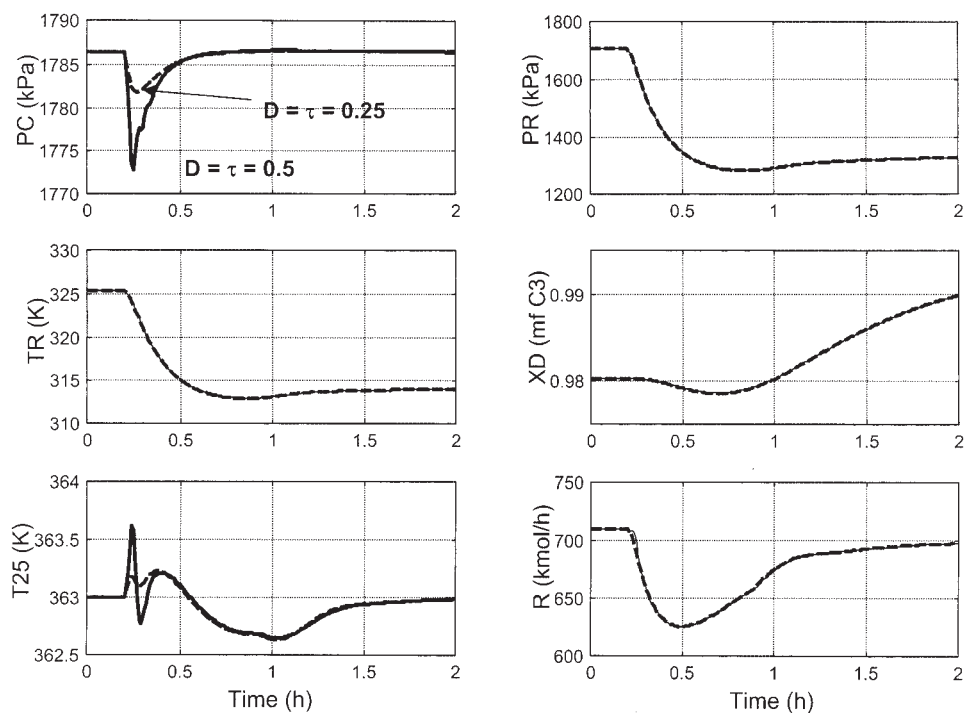 PC (kPa)
1790
1785
1780
1775
1770
D = τ = 0.25
D = τ = 0.5
0 0.5 1 1.5 2
PR (kPa)
1800
1600
1400
1200
0 0.5 1 1.5 2
TR (K)
330
325
320
315
310
0 0.5 1 1.5 2
XD (mf C3)
0.99
0.98
0 0.5 1 1.5 2
T25 (K)
364
363.5
363
362.5
0 0.5 1 1.5 2
Time (h)
R (kmol/h)
750
700
650
600
0 0.5 1 1.5 2
Time (h)